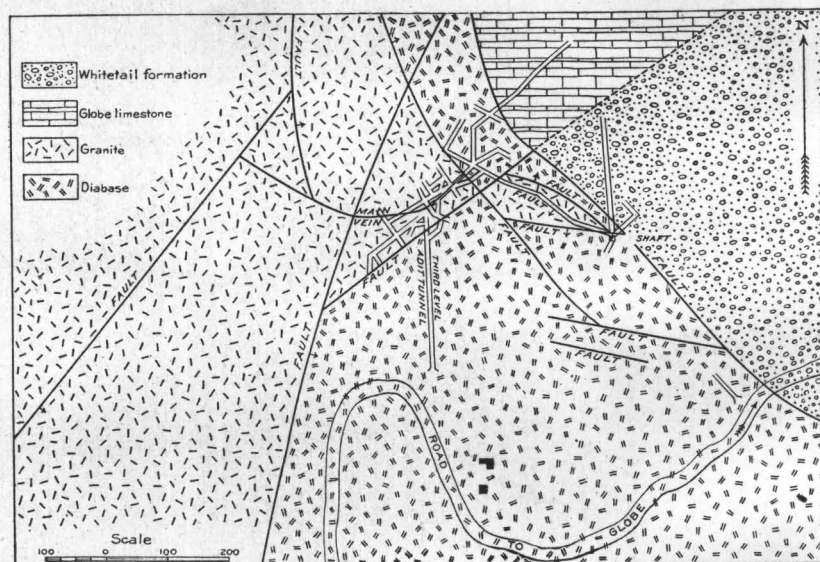 N
Whitetail formation
Globe limestone
Granite
Diabase
FAULT
MAIN
VEIN
FAULT
FAULT
FAULT
SHAFT
FAULT
FAULT
FAULT
FAULT
THIRD LEVEL
ADIT TUNNEL
FAULT
FAULT
FAULT
ROAD
TO
GLOBE
Scale
100 0 100 200